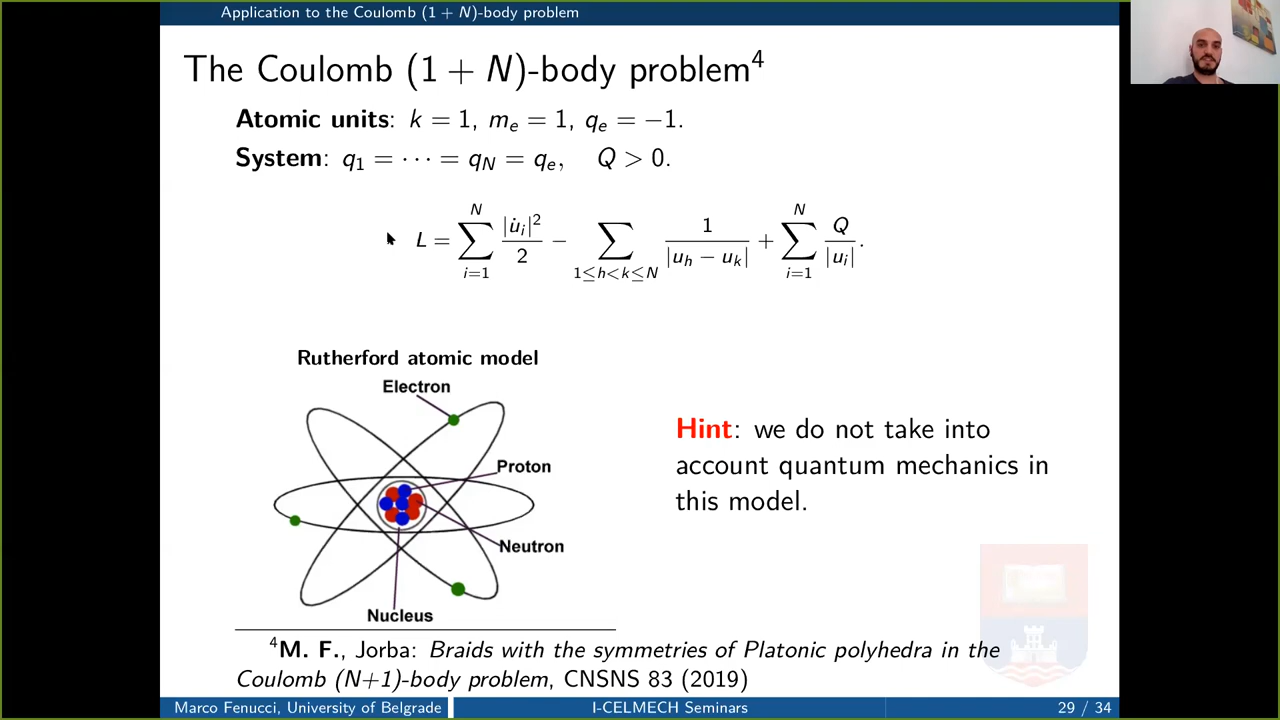 Application to the Coulomb (1 + N)-body problem
The Coulomb (1 + N)-body problem⁴
Atomic units: k = 1, mₑ = 1, qₑ = −1.
System: q₁ = ⋯ = q_N = qₑ, Q > 0.
L = ∑_{i=1}^{N} |u̇ᵢ|²/2 − ∑_{1≤h<k≤N} 1/|u_h − u_k| + ∑_{i=1}^{N} Q/|uᵢ|.
Rutherford atomic model
Electron
Proton
Neutron
Nucleus
Hint: we do not take into
account quantum mechanics in
this model.
⁴M. F., Jorba: Braids with the symmetries of Platonic polyhedra in the
Coulomb (N+1)-body problem, CNSNS 83 (2019)
Marco Fenucci, University of Belgrade
I-CELMECH Seminars
29 / 34